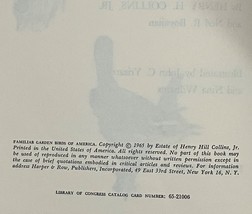 FAMILIAR GARDEN BIRDS OF AMERICA. Copyright © 1965 by Estate of Henry Hill Collins, Jr.
Printed in the United States of America. All rights reserved. No part of this book may
be used or reproduced in any manner whatsoever without written permission except in
the case of brief quotations embodied in critical articles and reviews. For information
address Harper & Row, Publishers, Incorporated, 49 East 33rd Street, New York 16, N. Y.
LIBRARY OF CONGRESS CATALOG CARD NUMBER: 65-21006